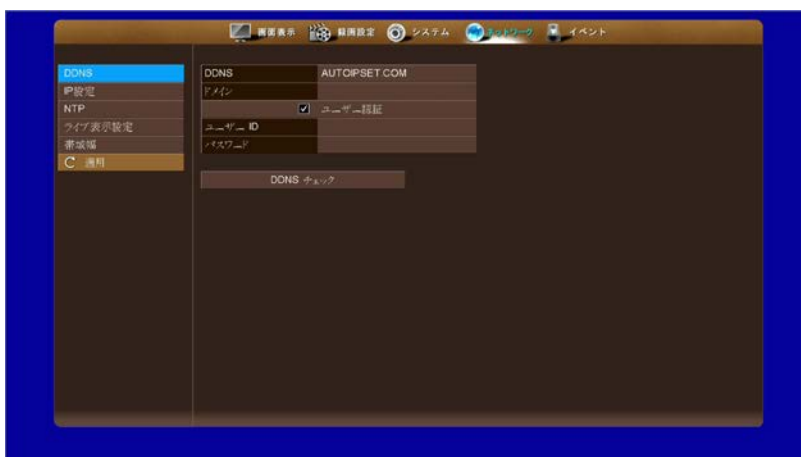 画面表示 録画設定 システム ネットワーク イベント
DDNS
IP設定
NTP
ライブ表示設定
帯域幅
適用
DDNS AUTOIPSET.COM
ドメイン
ユーザー認証
ユーザー ID
パスワード
DDNS チェック